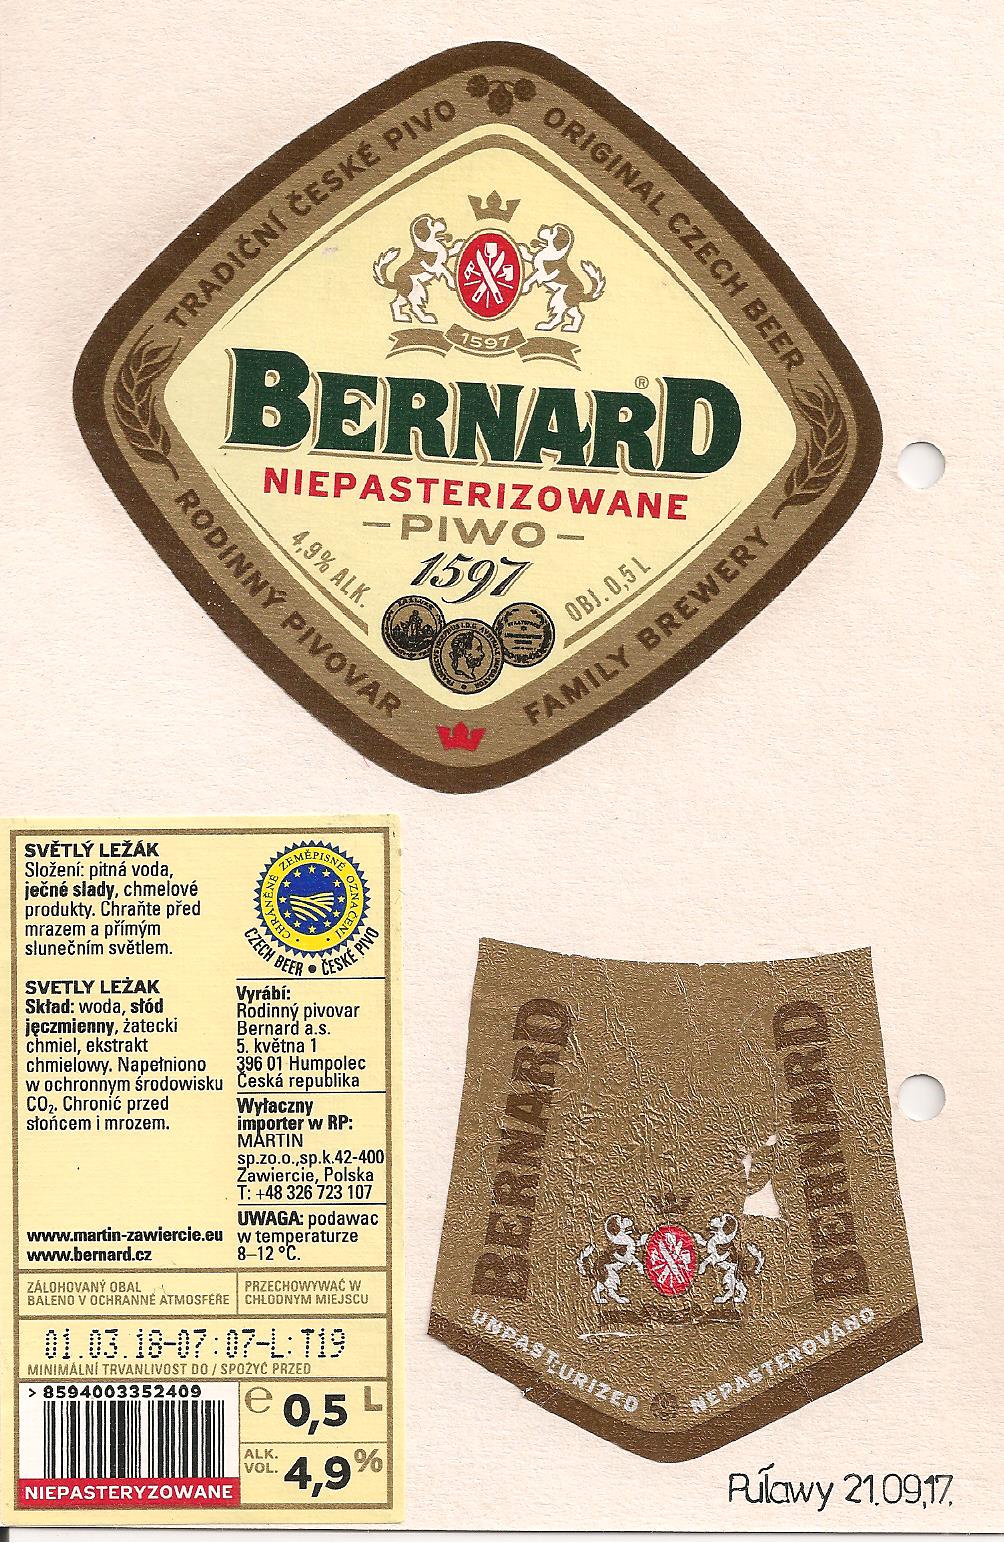 TRADIČNÍ ČESKÉ PIVO
ORIGINAL CZECH BEER
1597
BERNARD®
NIEPASTERIZOWANE
–PIWO–
1597
4,9% ALK.
OBJ. 0,5 L
RODINNÝ PIVOVAR
FAMILY BREWERY
SVĚTLÝ LEŽÁK
Složení: pitná voda,
ječné slady, chmelové
produkty. Chraňte před
mrazem a přímým
slunečním světlem.
CHRÁNĚNÉ ZEMĚPISNÉ OZNAČENÍ
CZECH BEER • ČESKÉ PIVO
SVETLY LEŻAK
Skład: woda, słód
jęczmienny, żatecki
chmiel, ekstrakt
chmielowy. Napełniono
w ochronnym środowisku
CO₂. Chronić przed
słońcem i mrozem.
www.martin-zawiercie.eu
www.bernard.cz
Vyrábí:
Rodinný pivovar
Bernard a.s.
5. května 1
396 01 Humpolec
Česká republika
Wyłaczny
importer w RP:
MARTIN
sp.zo.o.,sp.k.42-400
Zawiercie, Polska
T: +48 326 723 107
UWAGA: podawac
w temperaturze
8–12 °C.
ZÁLOHOVANÝ OBAL
BALENO V OCHRANNÉ ATMOSFÉŘE
PRZECHOWYWAĆ W
CHŁODNYM MIEJSCU
01.03.18-07:07-L:T19
MINIMÁLNÍ TRVANLIVOST DO / SPOŻYĆ PRZED
> 8594003352409
NIEPASTERYZOWANE
e 0,5 L
ALK.
VOL. 4,9%
BERNARD
BERNARD
UNPASTEURIZED
NEPASTEROVÁNO
Puławy 21.09,17.